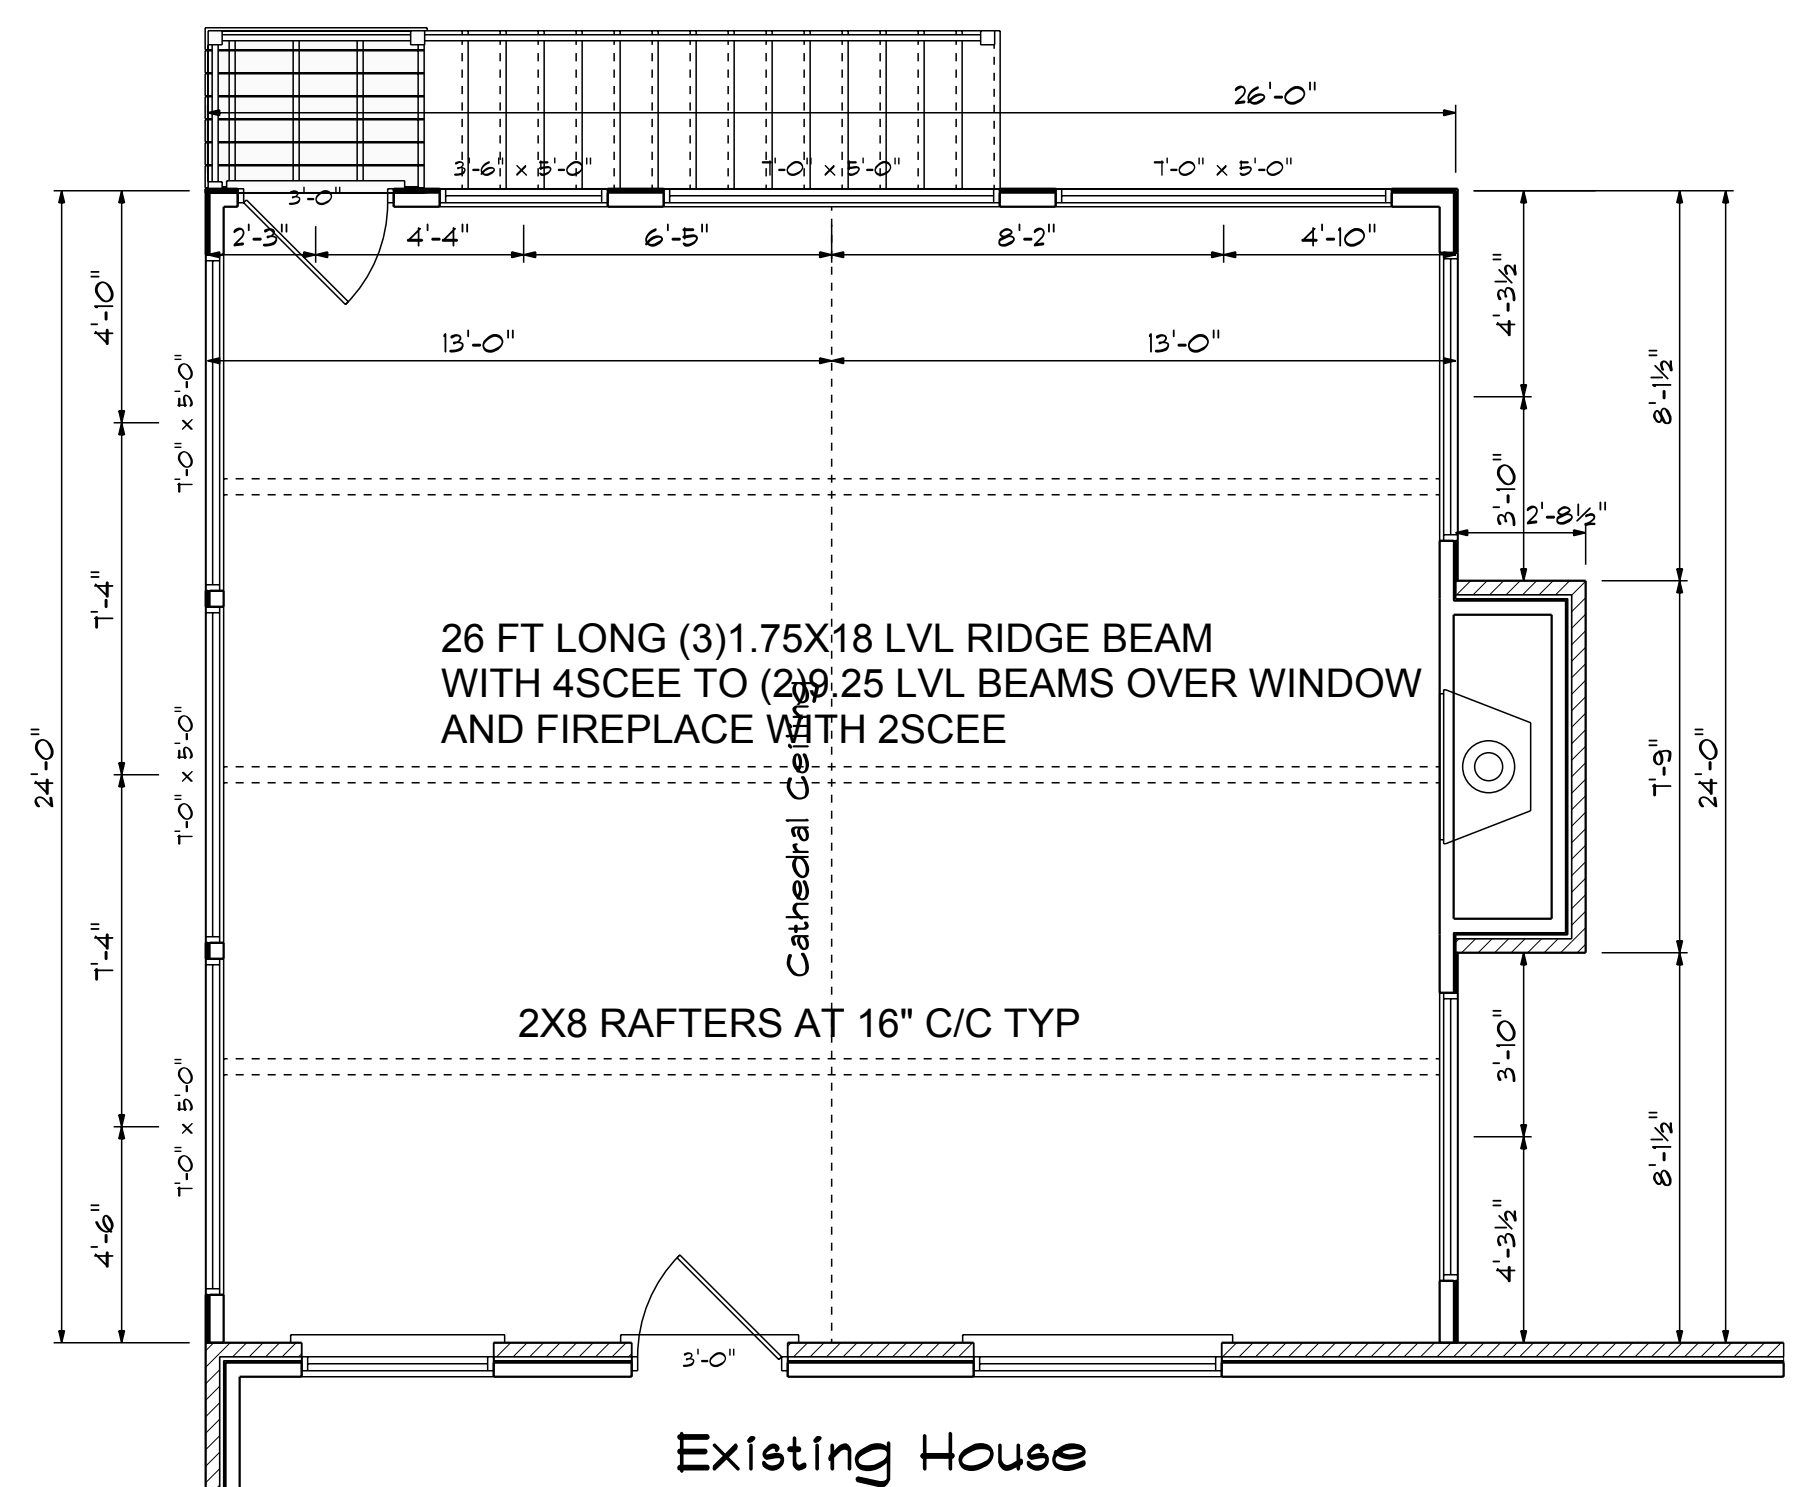 26'-0"
3'-6" x 5'-0"
7'-0" x 5'-0"
7'-0" x 5'-0"
3'-0"
2'-3"
4'-4"
6'-5"
8'-2"
4'-10"
13'-0"
13'-0"
24'-0"
4'-10"
7'-4"
7'-4"
4'-6"
7'-0" x 5'-0"
7'-0" x 5'-0"
7'-0" x 5'-0"
26 FT LONG (3)1.75X18 LVL RIDGE BEAM
WITH 4SCEE TO (2)9.25 LVL BEAMS OVER WINDOW
AND FIREPLACE WITH 2SCEE
Cathedral Ceiling
2X8 RAFTERS AT 16" C/C TYP
4'-3½"
3'-10"
2'-8½"
3'-10"
4'-3½"
8'-1½"
7'-9"
8'-1½"
24'-0"
3'-0"
Existing House